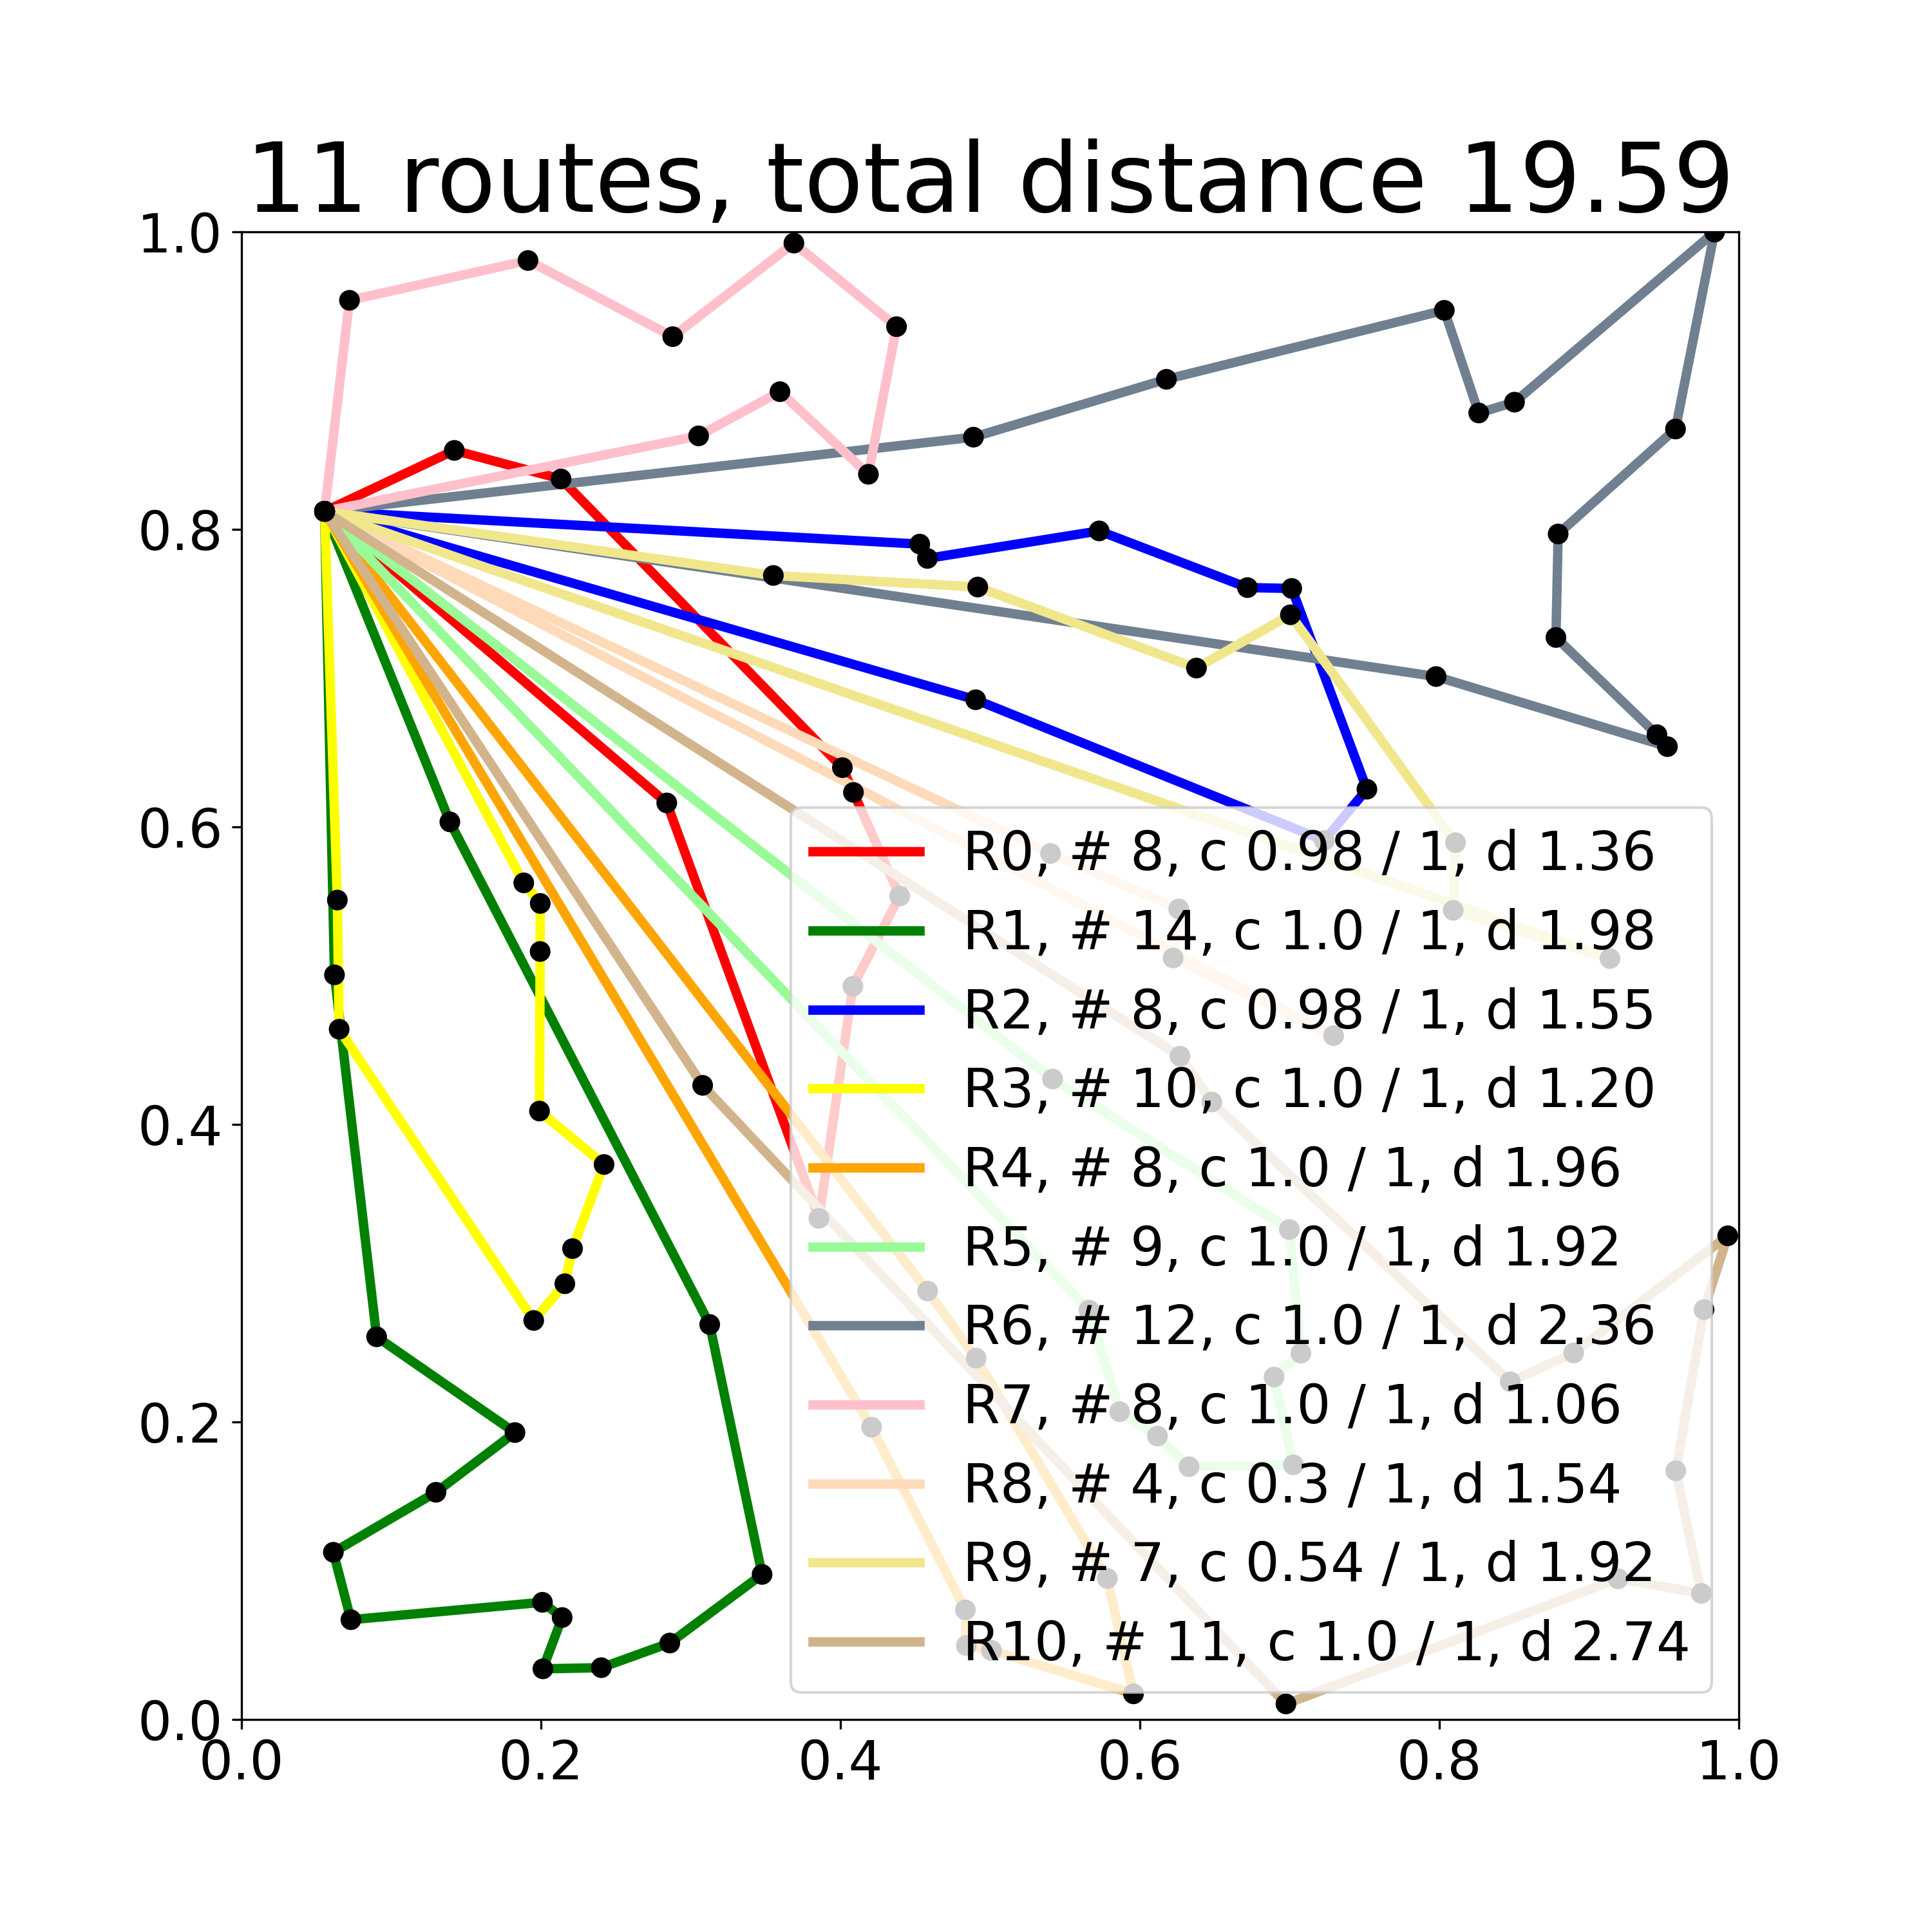 11 routes, total distance 19.59
1.0
0.8
0.6
0.4
0.2
0.0
R0, # 8, c 0.98 / 1, d 1.36
R1, # 14, c 1.0 / 1, d 1.98
R2, # 8, c 0.98 / 1, d 1.55
R3, # 10, c 1.0 / 1, d 1.20
R4, # 8, c 1.0 / 1, d 1.96
R5, # 9, c 1.0 / 1, d 1.92
R6, # 12, c 1.0 / 1, d 2.36
R7, # 8, c 1.0 / 1, d 1.06
R8, # 4, c 0.3 / 1, d 1.54
R9, # 7, c 0.54 / 1, d 1.92
R10, # 11, c 1.0 / 1, d 2.74
0.0 0.2 0.4 0.6 0.8 1.0